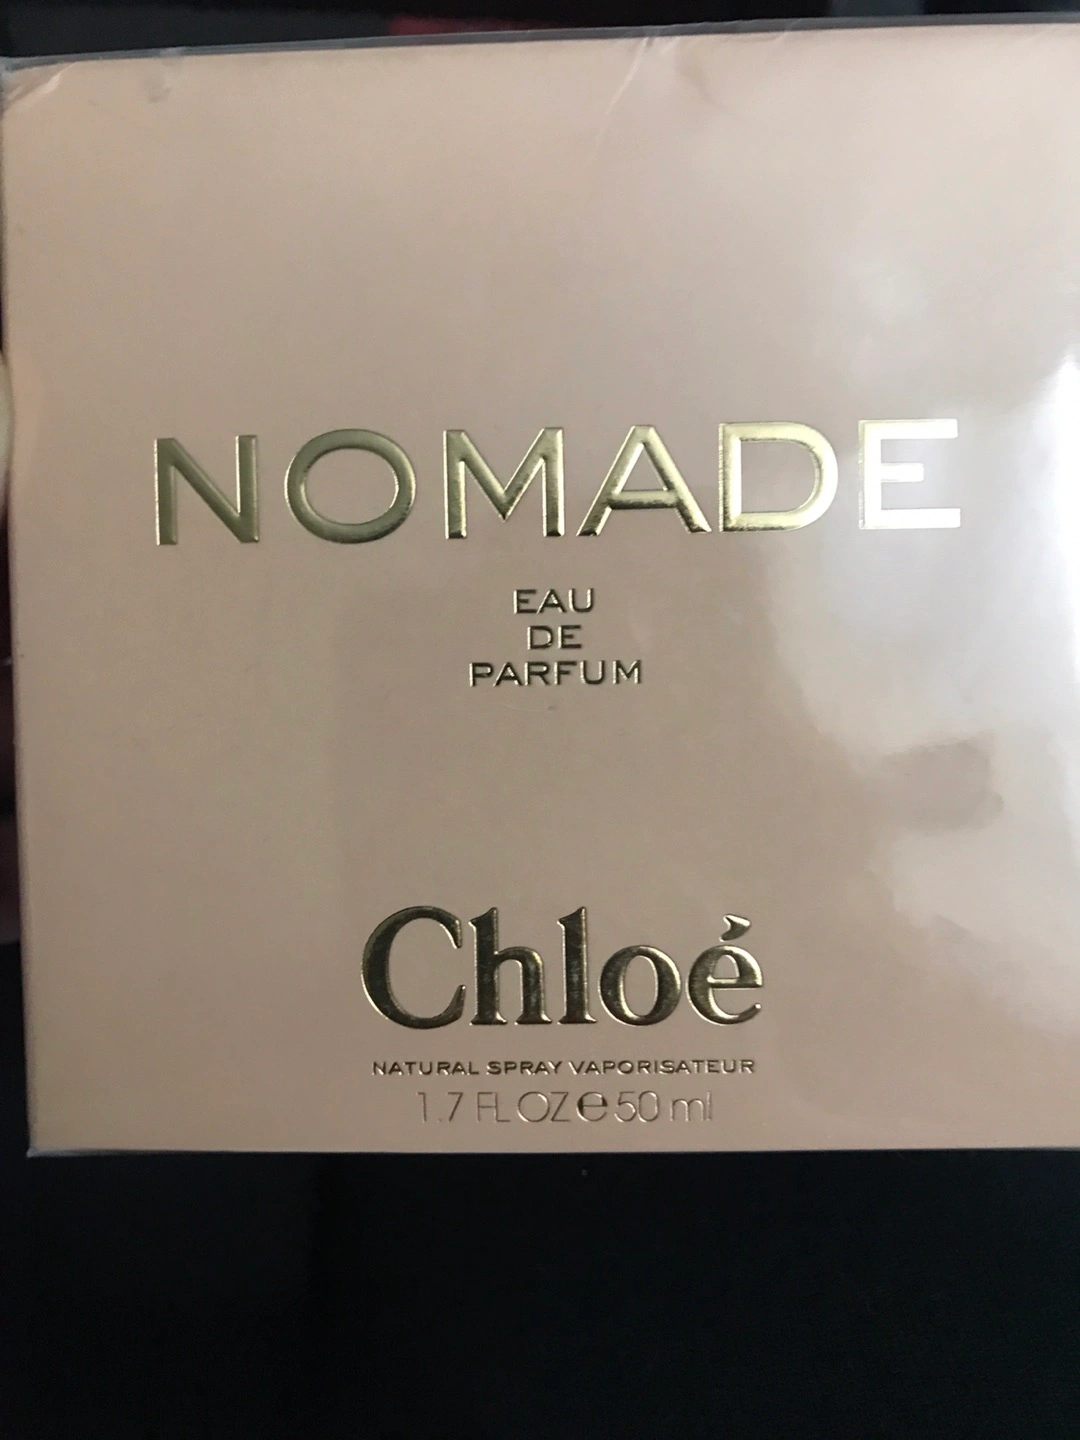 NOMADE
EAU
DE
PARFUM
Chloé
NATURAL SPRAY VAPORISATEUR
1.7 FL OZ e 50 ml